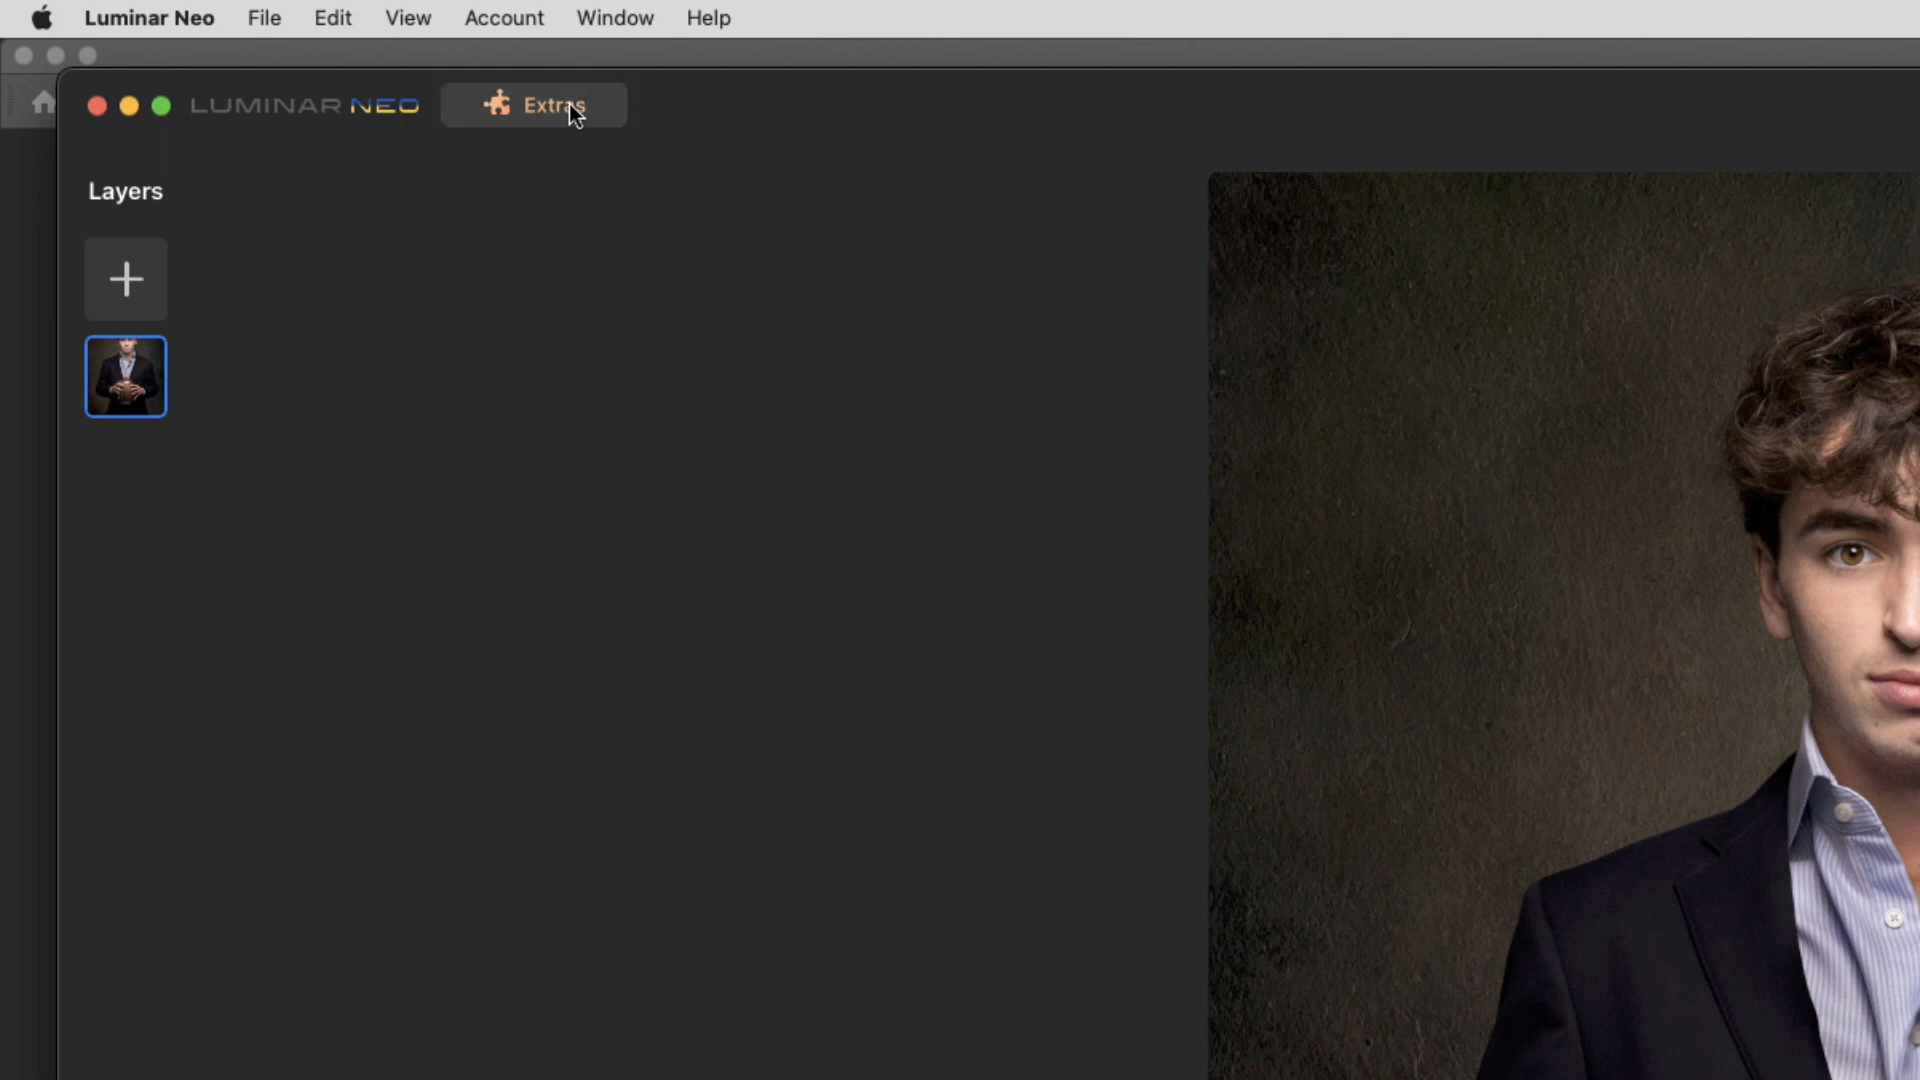 Luminar Neo File Edit View Account Window Help
LUMINAR NEO Extras
Layers